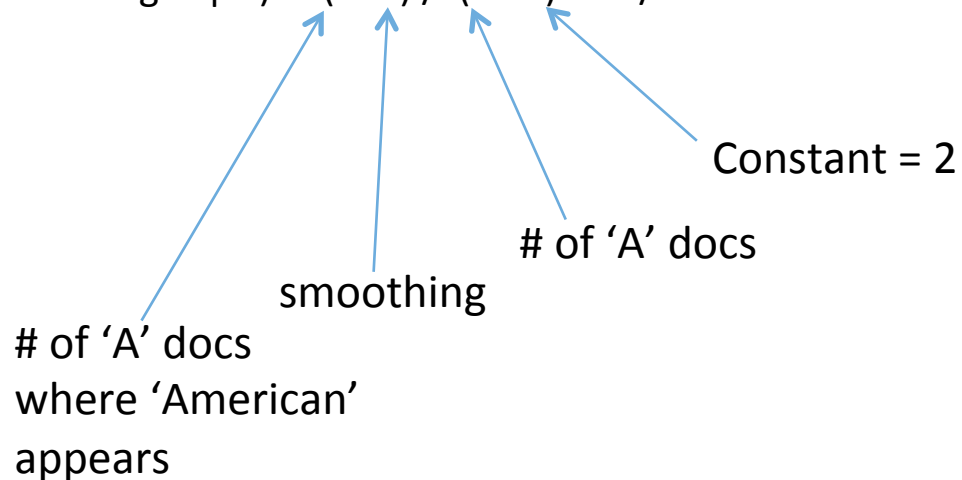 Constant = 2
# of ‘A’ docs
smoothing
# of ‘A’ docs
where ‘American’
appears